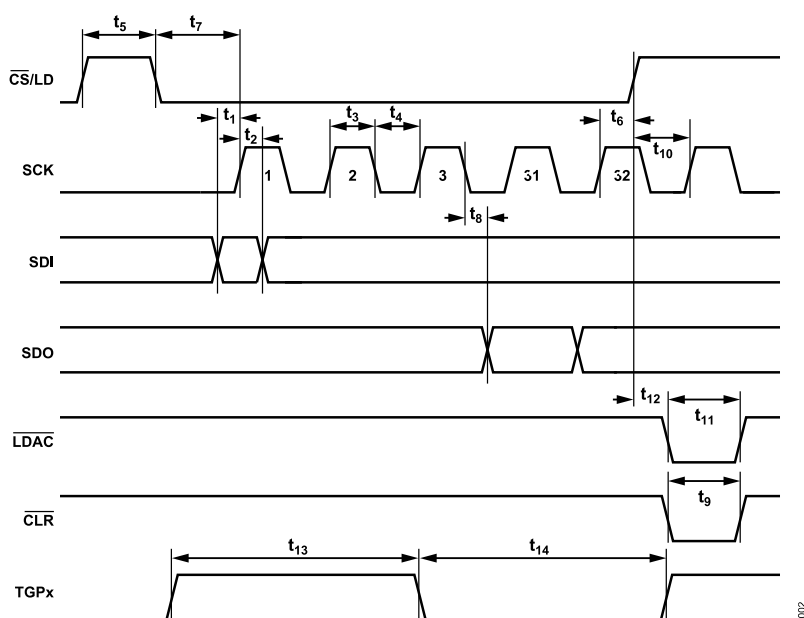 t5 t7
CS/LD
t1 t3 t4 t6
t2 t10
SCK 1 2 3 31 32
t8
SDI
SDO
t12 t11
LDAC
t9
CLR
t13 t14
TGPx
002